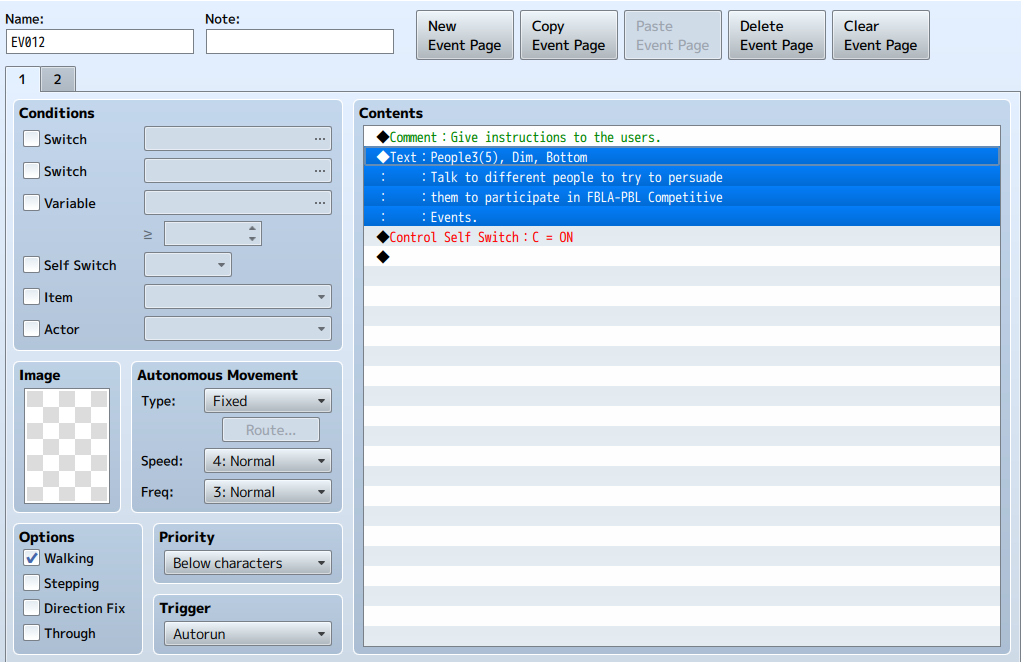 Name:
Note:
EV012
New
Event Page
Copy
Event Page
Paste
Event Page
Delete
Event Page
Clear
Event Page
1
2
Conditions
Switch
...
Switch
...
Variable
...
≥
Self Switch
Item
Actor
Image
Autonomous Movement
Type:
Fixed
Route...
Speed:
4: Normal
Freq:
3: Normal
Options
Walking
Stepping
Direction Fix
Through
Priority
Below characters
Trigger
Autorun
Contents
◆Comment：Give instructions to the users.
◆Text：People3(5), Dim, Bottom
：　：Talk to different people to try to persuade
：　：them to participate in FBLA-PBL Competitive
：　：Events.
◆Control Self Switch：C = ON
◆